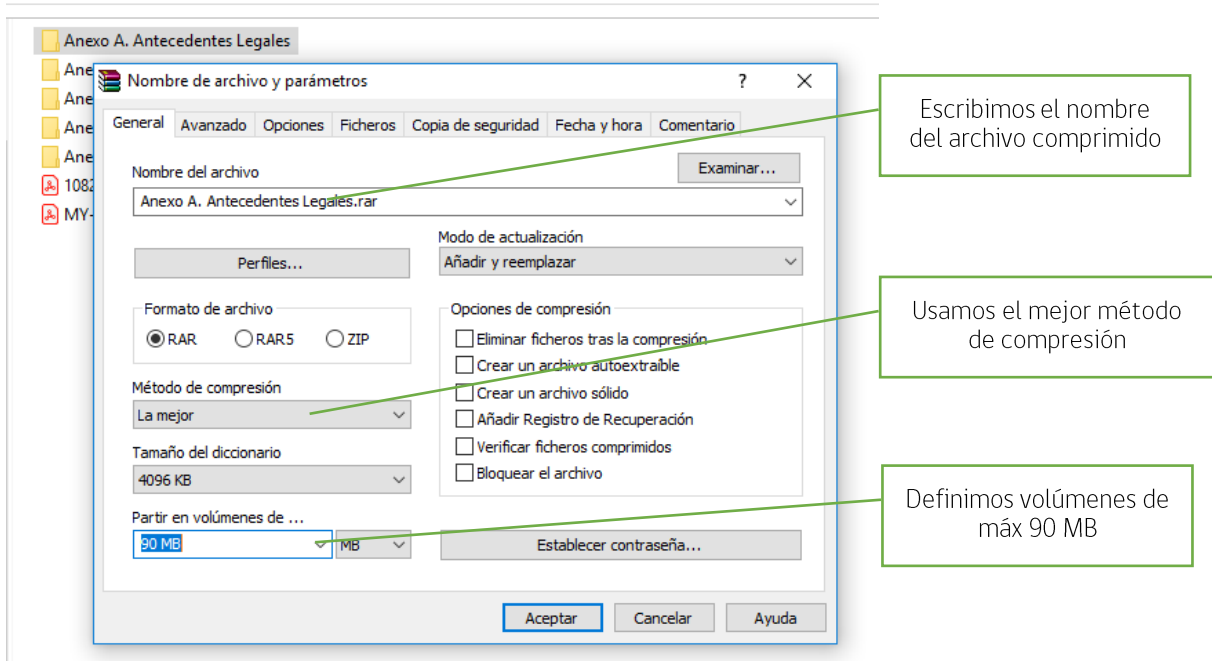 Anexo A. Antecedentes Legales
Ane
Ane
Ane
Ane
1082
MY-
Nombre de archivo y parámetros
?
General Avanzado Opciones Ficheros Copia de seguridad Fecha y hora Comentario
Nombre del archivo
Examinar...
Anexo A. Antecedentes Legales.rar
Modo de actualización
Perfiles...
Añadir y reemplazar
Formato de archivo
RAR RAR5 ZIP
Opciones de compresión
Eliminar ficheros tras la compresión
Crear un archivo autoextraíble
Crear un archivo sólido
Añadir Registro de Recuperación
Verificar ficheros comprimidos
Bloquear el archivo
Método de compresión
La mejor
Tamaño del diccionario
4096 KB
Partir en volúmenes de ...
90 MB MB
Establecer contraseña...
Aceptar Cancelar Ayuda
Escribimos el nombre
del archivo comprimido
Usamos el mejor método
de compresión
Definimos volúmenes de
máx 90 MB